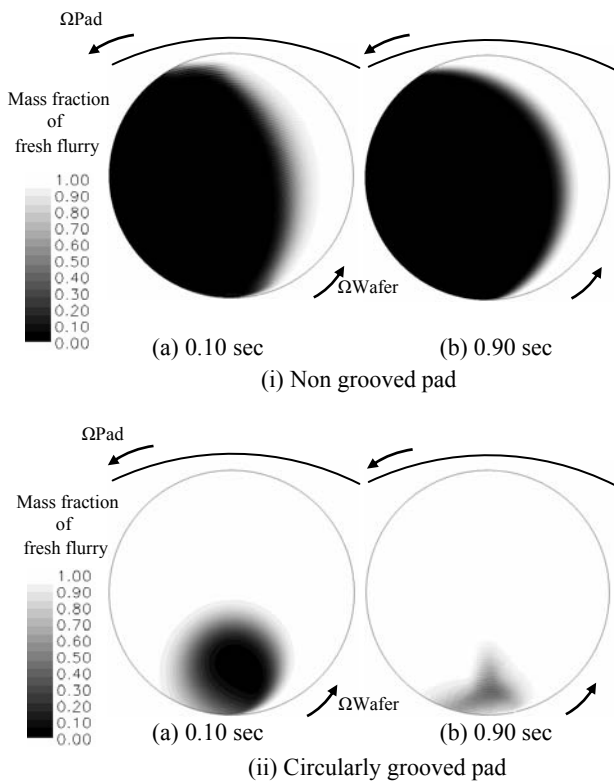 ΩPad
Mass fraction
of
fresh flurry
1.00
0.90
0.80
0.70
0.60
0.50
0.40
0.30
0.20
0.10
0.00
ΩWafer
(a) 0.10 sec
(b) 0.90 sec
(i) Non grooved pad
ΩPad
Mass fraction
of
fresh flurry
1.00
0.90
0.80
0.70
0.60
0.50
0.40
0.30
0.20
0.10
0.00
ΩWafer
(a) 0.10 sec
(b) 0.90 sec
(ii) Circularly grooved pad